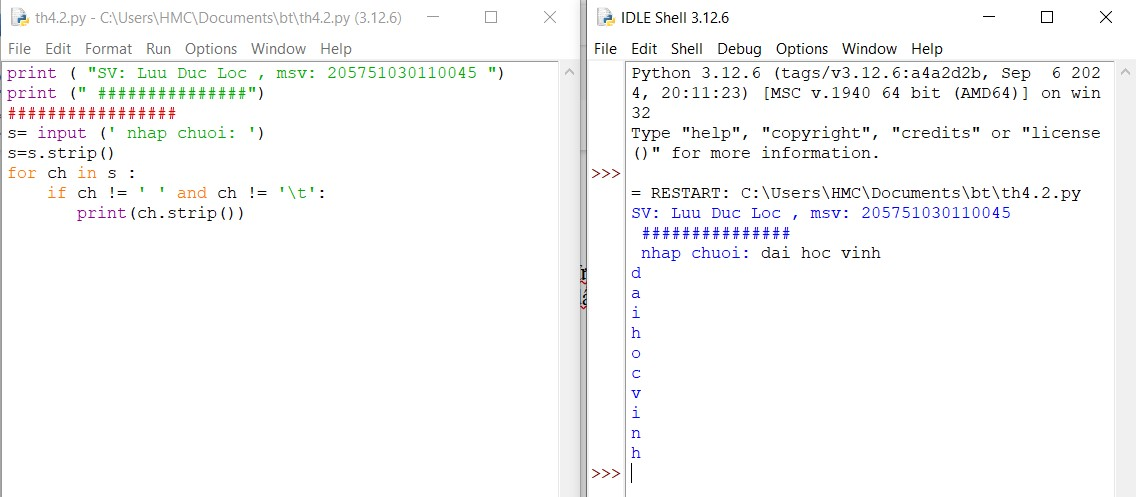 th4.2.py - C:\Users\HMC\Documents\bt\th4.2.py (3.12.6)
File Edit Format Run Options Window Help
print ( "SV: Luu Duc Loc , msv: 205751030110045 ")
print (" ###############")
#################
s= input (' nhap chuoi: ')
s=s.strip()
for ch in s :
    if ch != ' ' and ch != '\t':
       print(ch.strip())
IDLE Shell 3.12.6
File Edit Shell Debug Options Window Help
Python 3.12.6 (tags/v3.12.6:a4a2d2b, Sep  6 202
4, 20:11:23) [MSC v.1940 64 bit (AMD64)] on win
32
Type "help", "copyright", "credits" or "license
()" for more information.
>>>
= RESTART: C:\Users\HMC\Documents\bt\th4.2.py
SV: Luu Duc Loc , msv: 205751030110045
 ###############
 nhap chuoi: dai hoc vinh
d
a
i
h
o
c
v
i
n
h
>>>